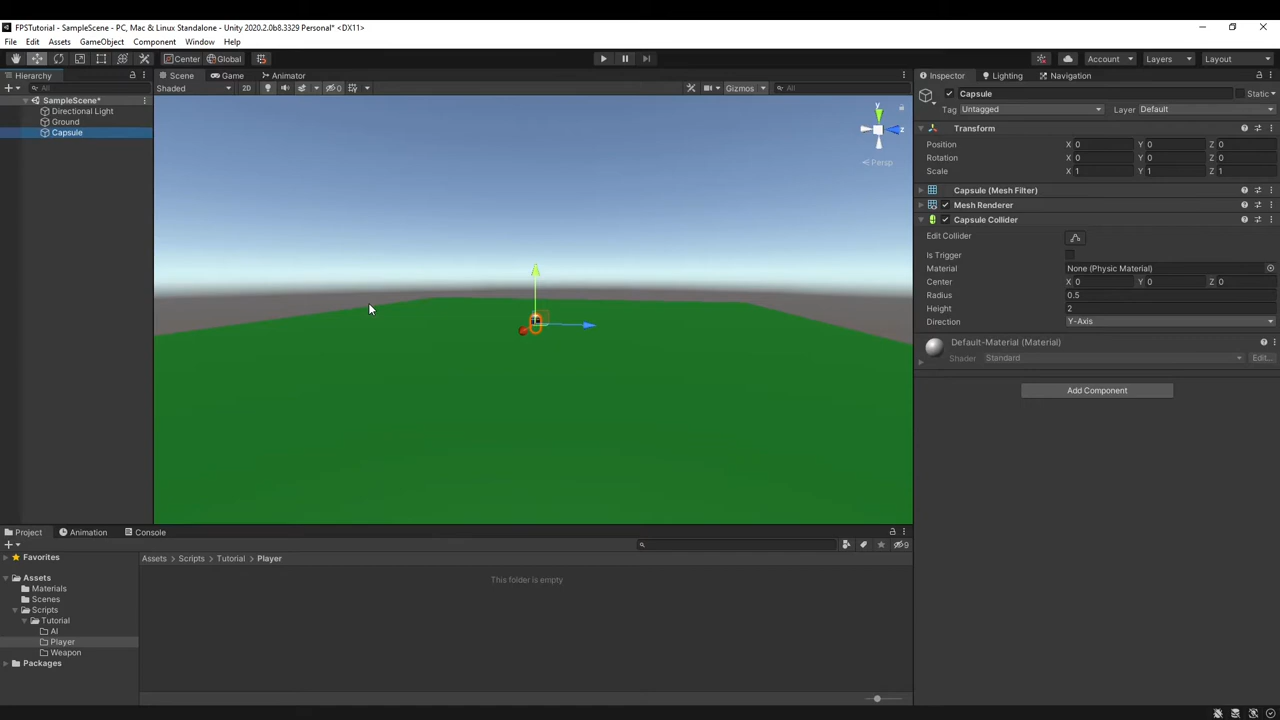 FPSTutorial - SampleScene - PC, Mac & Linux Standalone - Unity 2020.2.0b8.3329 Personal* <DX11>
File Edit Assets GameObject Component Window Help
Center Global Account Layers Layout
Hierarchy Scene Game Animator Inspector Lighting Navigation
All Shaded 2D 0 Gizmos All Capsule Static
SampleScene* Tag Untagged Layer Default
Directional Light
Ground
Capsule
y
z
Persp
Transform
Position X 0 Y 0 Z 0
Rotation X 0 Y 0 Z 0
Scale X 1 Y 1 Z 1
Capsule (Mesh Filter)
Mesh Renderer
Capsule Collider
Edit Collider
Is Trigger
Material None (Physic Material)
Center X 0 Y 0 Z 0
Radius 0.5
Height 2
Direction Y-Axis
Default-Material (Material)
Shader Standard Edit...
Add Component
Project Animation Console
9
Favorites Assets > Scripts > Tutorial > Player
Assets This folder is empty
Materials
Scenes
Scripts
Tutorial
AI
Player
Weapon
Packages